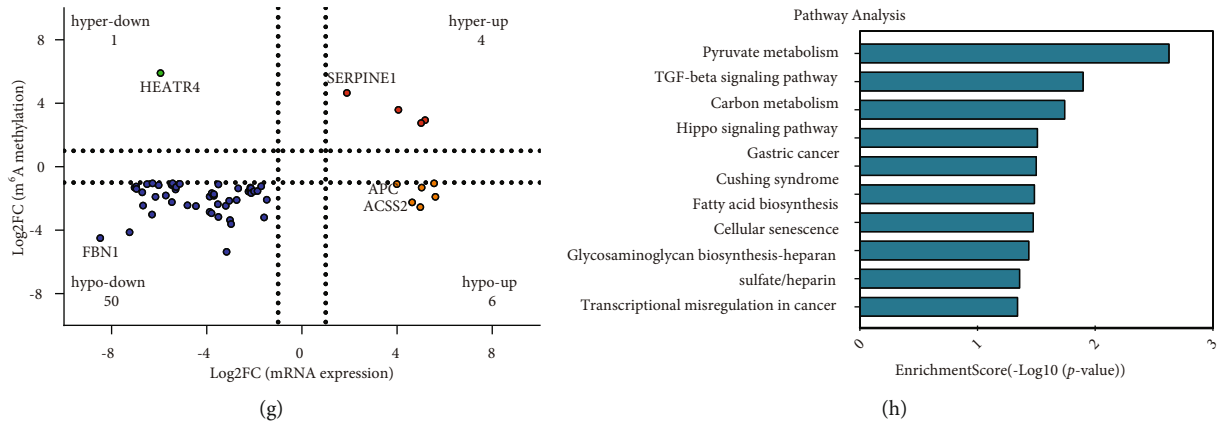 hyper-down
1
hyper-up
4
HEATR4
SERPINE1
APC
ACSS2
FBN1
hypo-down
50
hypo-up
6
8
4
0
-4
-8
Log2FC (m6A methylation)
-8 -4 0 4 8
Log2FC (mRNA expression)
(g)
Pathway Analysis
Pyruvate metabolism
TGF-beta signaling pathway
Carbon metabolism
Hippo signaling pathway
Gastric cancer
Cushing syndrome
Fatty acid biosynthesis
Cellular senescence
Glycosaminoglycan biosynthesis-heparan
sulfate/heparin
Transcriptional misregulation in cancer
0 1 2 3
EnrichmentScore(-Log10 (p-value))
(h)